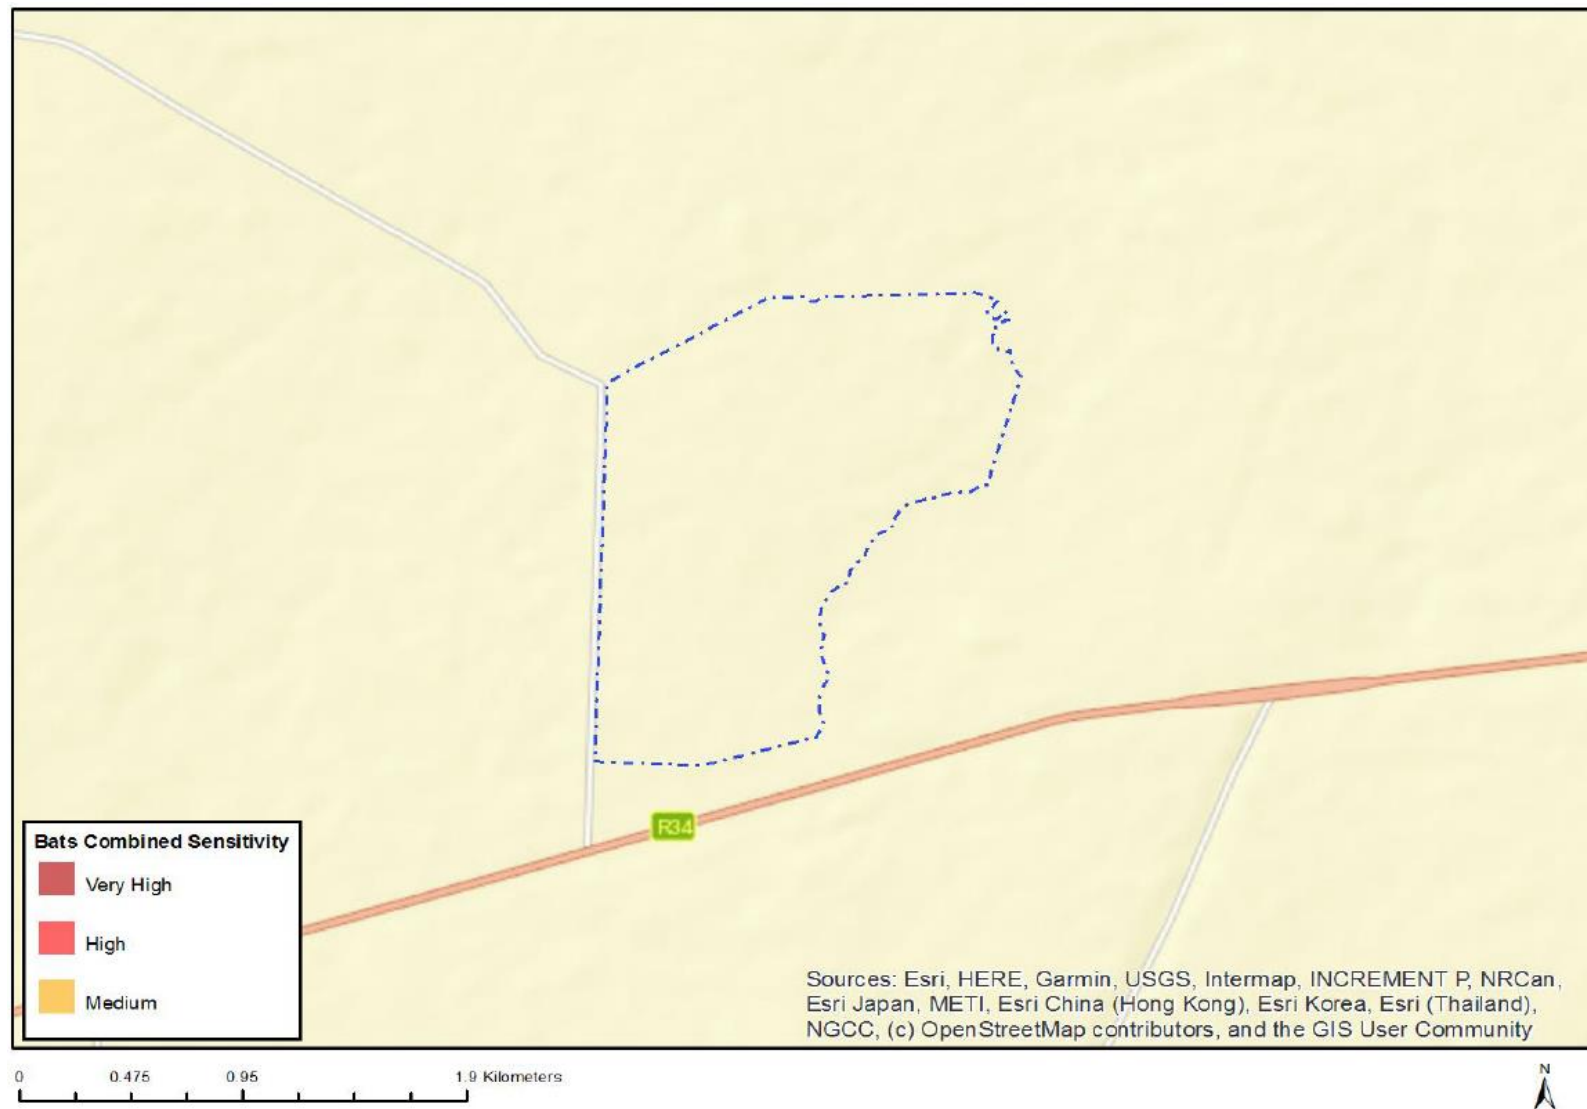 R34
Bats Combined Sensitivity
Very High
High
Medium
Sources: Esri, HERE, Garmin, USGS, Intermap, INCREMENT P, NRCan,
Esri Japan, METI, Esri China (Hong Kong), Esri Korea, Esri (Thailand),
NGCC, (c) OpenStreetMap contributors, and the GIS User Community
0 0.475 0.95 1.9 Kilometers
N